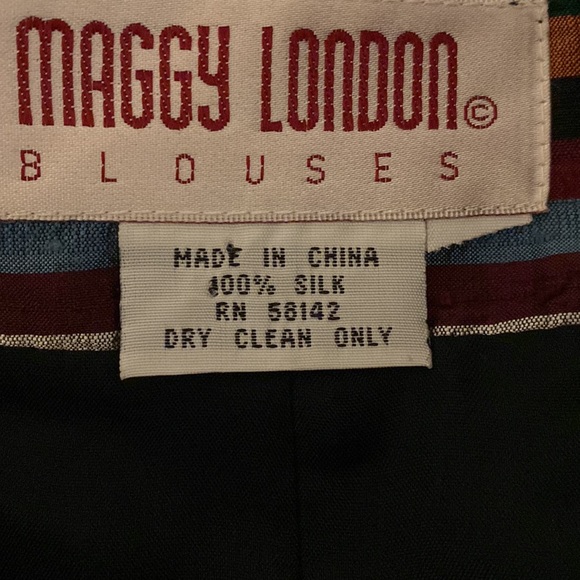 MAGGY LONDON©
BLOUSES
MADE IN CHINA
100% SILK
RN 58142
DRY CLEAN ONLY